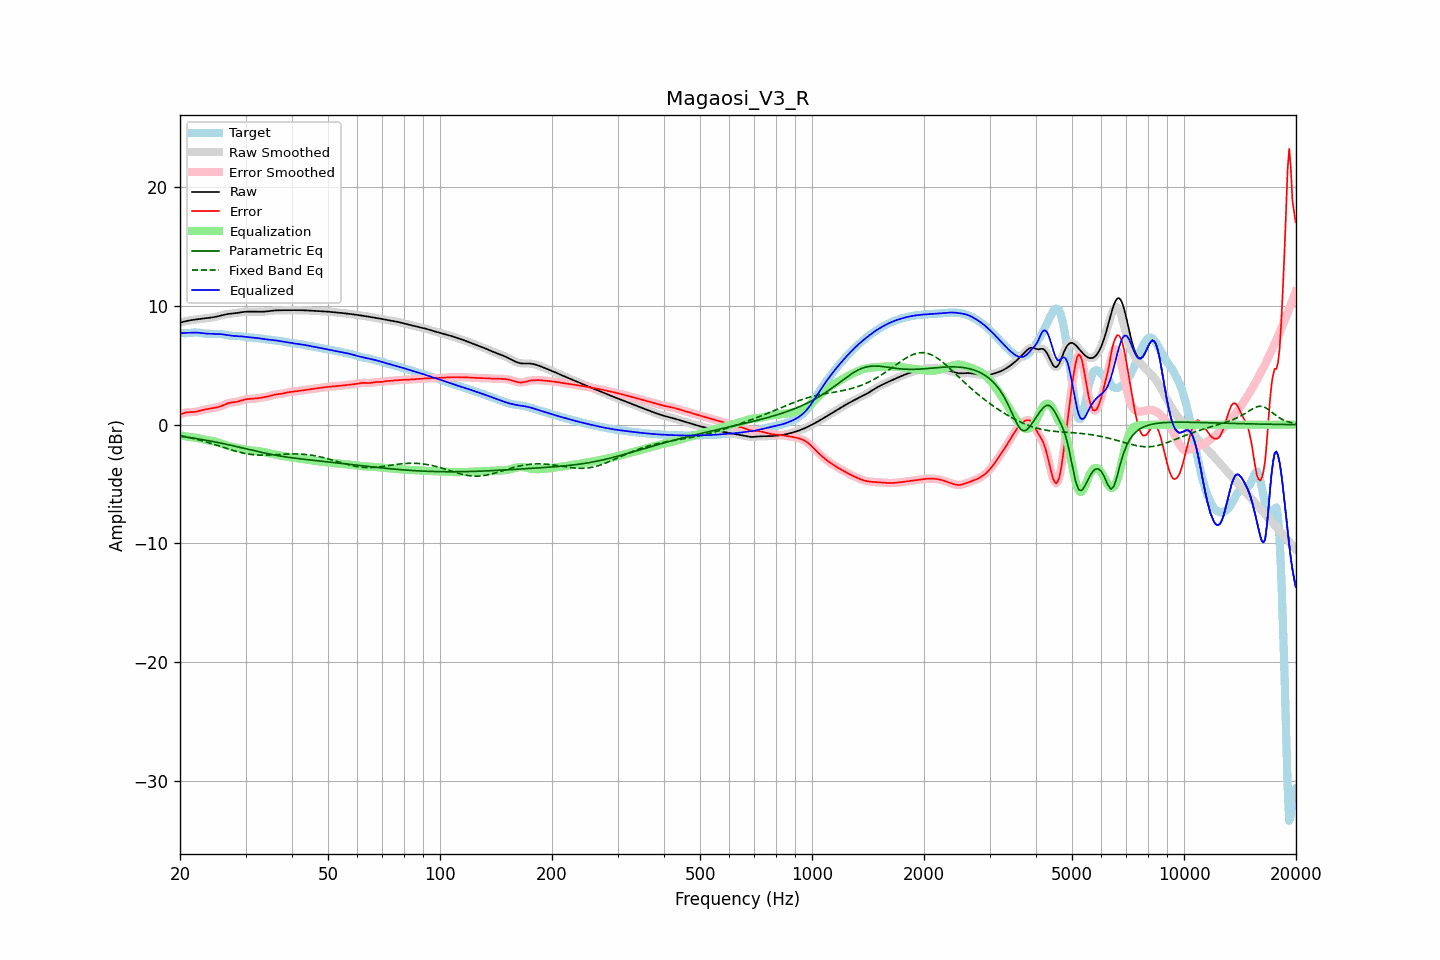 Magaosi_V3_R
Target
Raw Smoothed
Error Smoothed
Raw
Error
Equalization
Parametric Eq
Fixed Band Eq
Equalized
Amplitude (dBr)
20
10
0
−10
−20
−30
20
50
100
200
500
1000
2000
5000
10000
20000
Frequency (Hz)